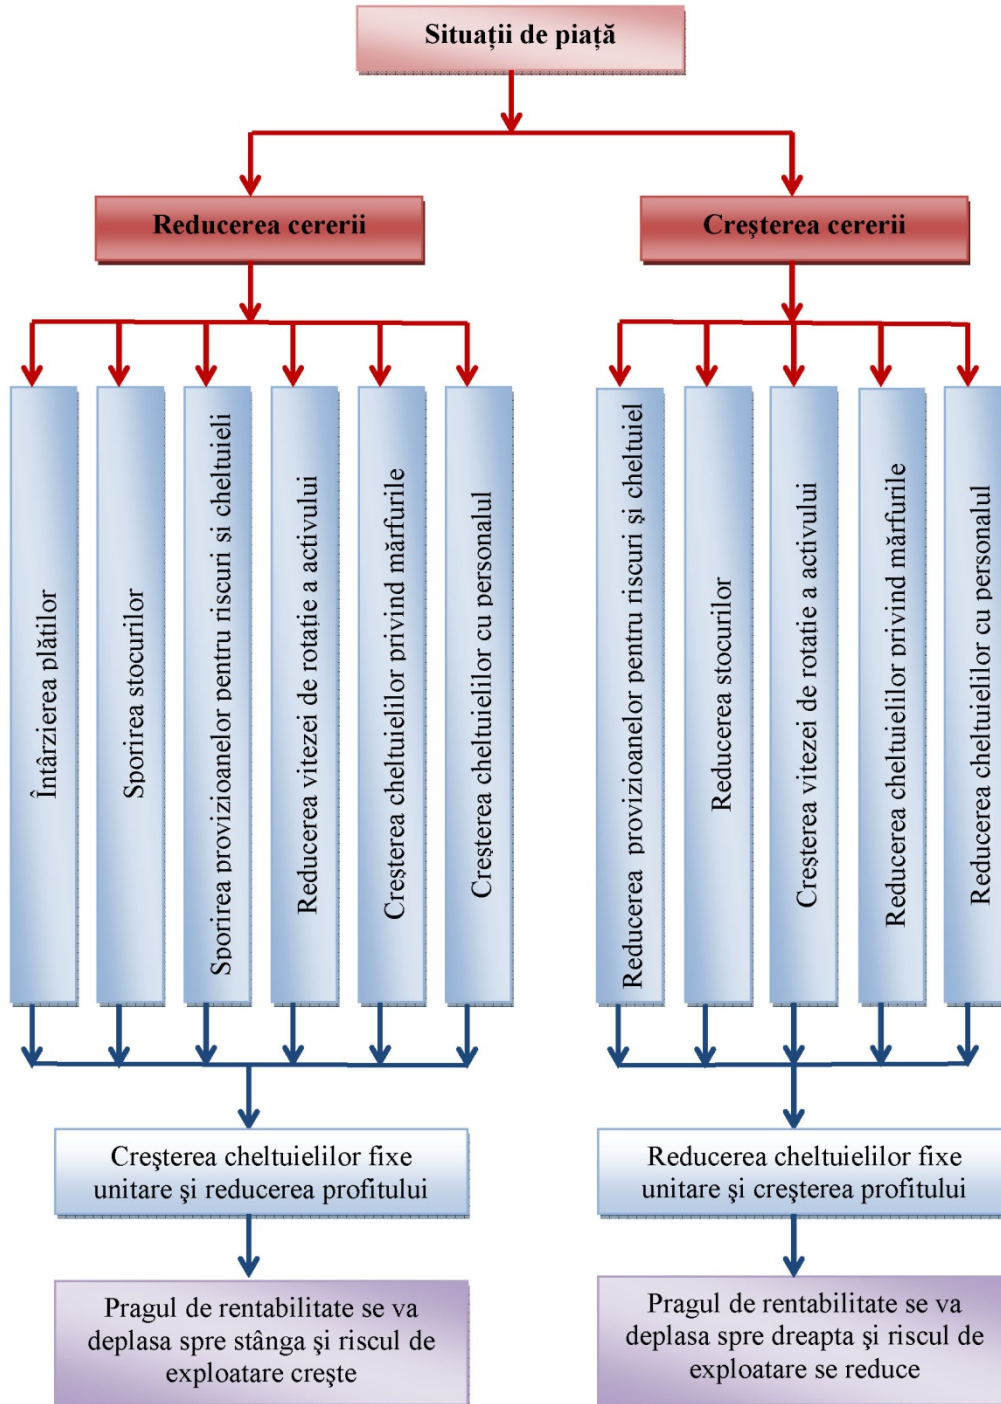 Situații de piață
Reducerea cererii
Creşterea cererii
Întârzierea plăților
Sporirea stocurilor
Sporirea provizioanelor pentru riscuri si cheltuieli
Reducerea vitezei de rotație a activului
Creşterea cheltuielilor privind mărfurile
Creşterea cheltuielilor cu personalul
Reducerea provizioanelor pentru riscuri şi cheltuiel
Reducerea stocurilor
Creşterea vitezei de rotatie a activului
Reducerea cheltuielilor privind mărfurile
Reducerea cheltuielilor cu personalul
Creşterea cheltuielilor fixe
unitare şi reducerea profitului
Reducerea cheltuielilor fixe
unitare şi creşterea profitului
Pragul de rentabilitate se va
deplasa spre stânga şi riscul de
exploatare creşte
Pragul de rentabilitate se va
deplasa spre dreapta şi riscul de
exploatare se reduce